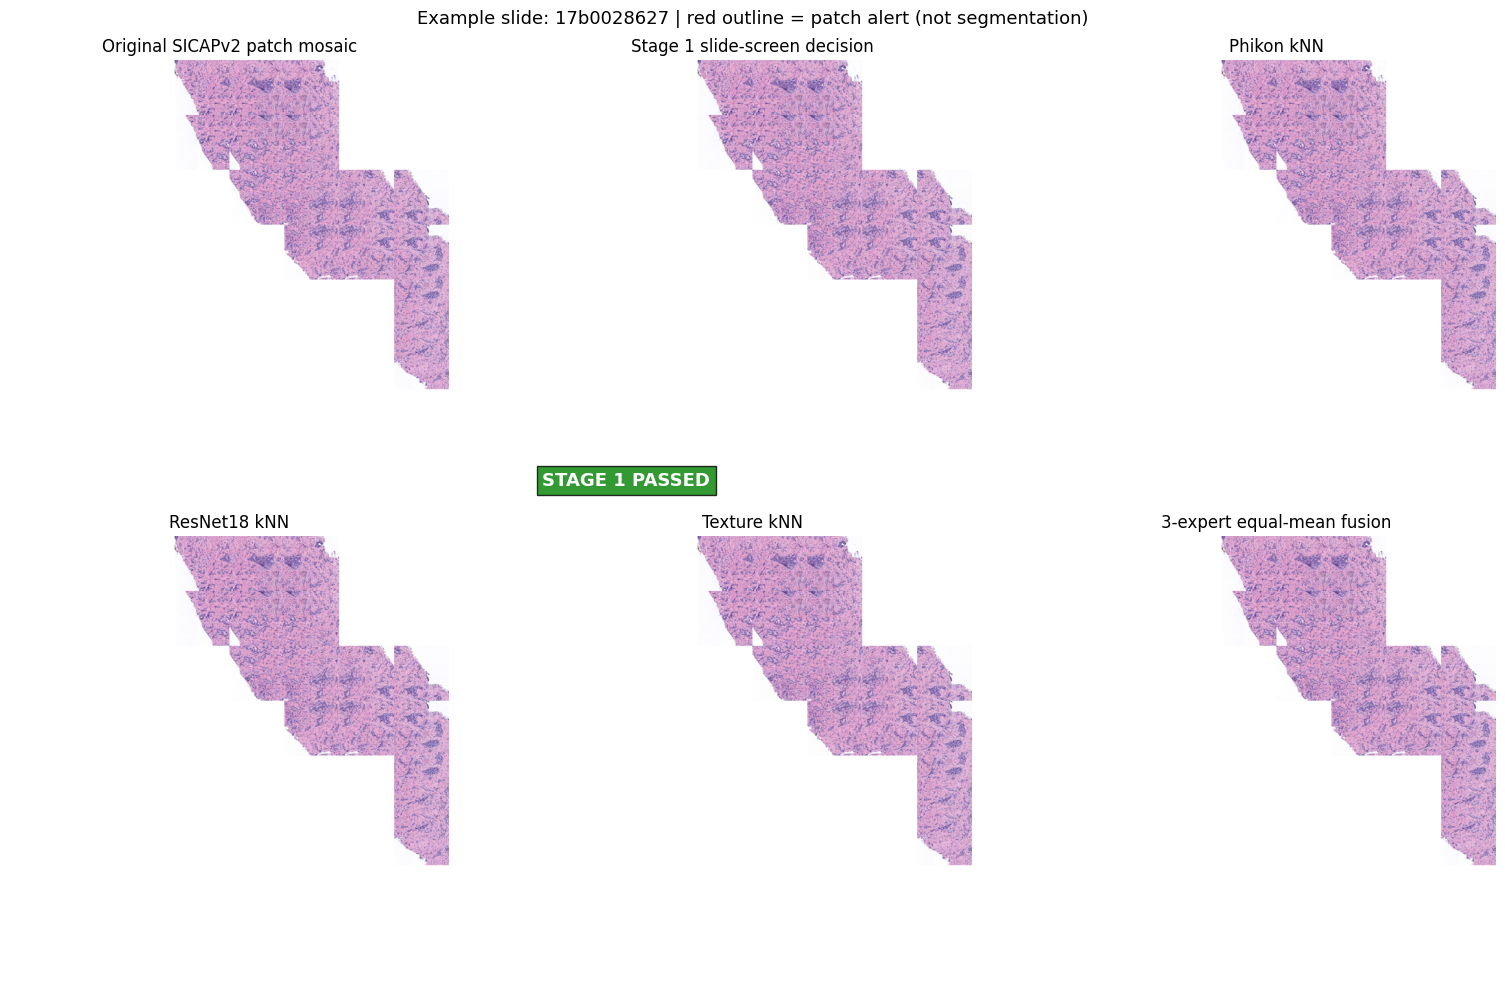 Example slide: 17b0028627 | red outline = patch alert (not segmentation)
Original SICAPv2 patch mosaic
Stage 1 slide-screen decision
Phikon kNN
STAGE 1 PASSED
ResNet18 kNN
Texture kNN
3-expert equal-mean fusion